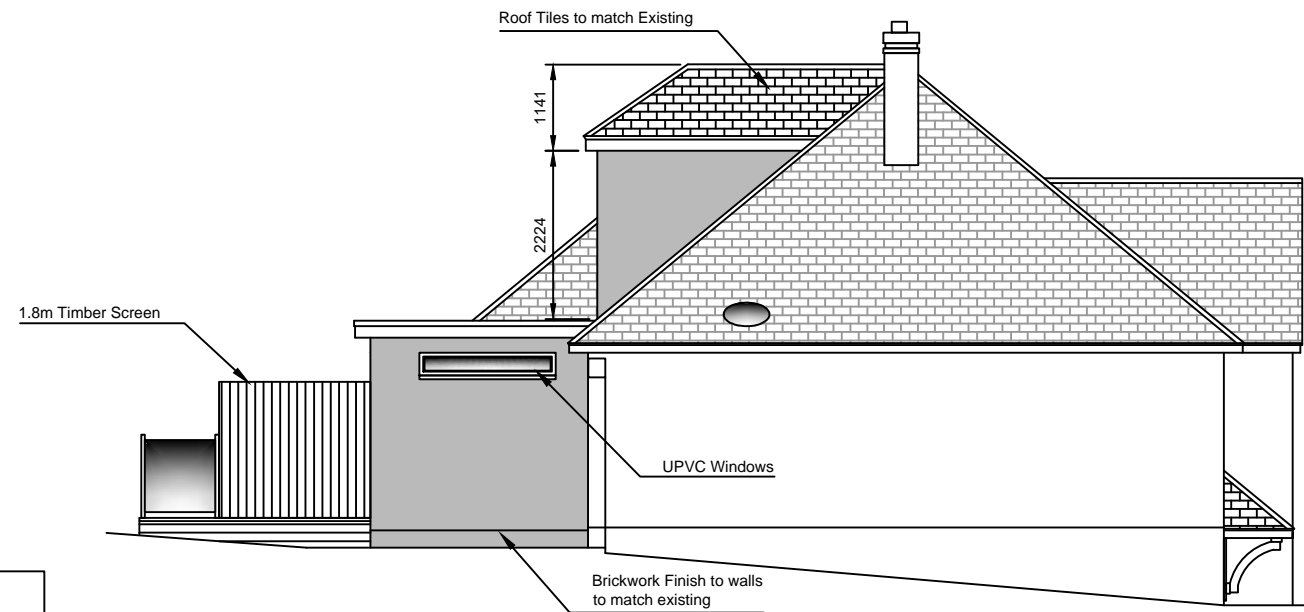 Roof Tiles to match Existing
1141
2224
1.8m Timber Screen
UPVC Windows
Brickwork Finish to walls
to match existing